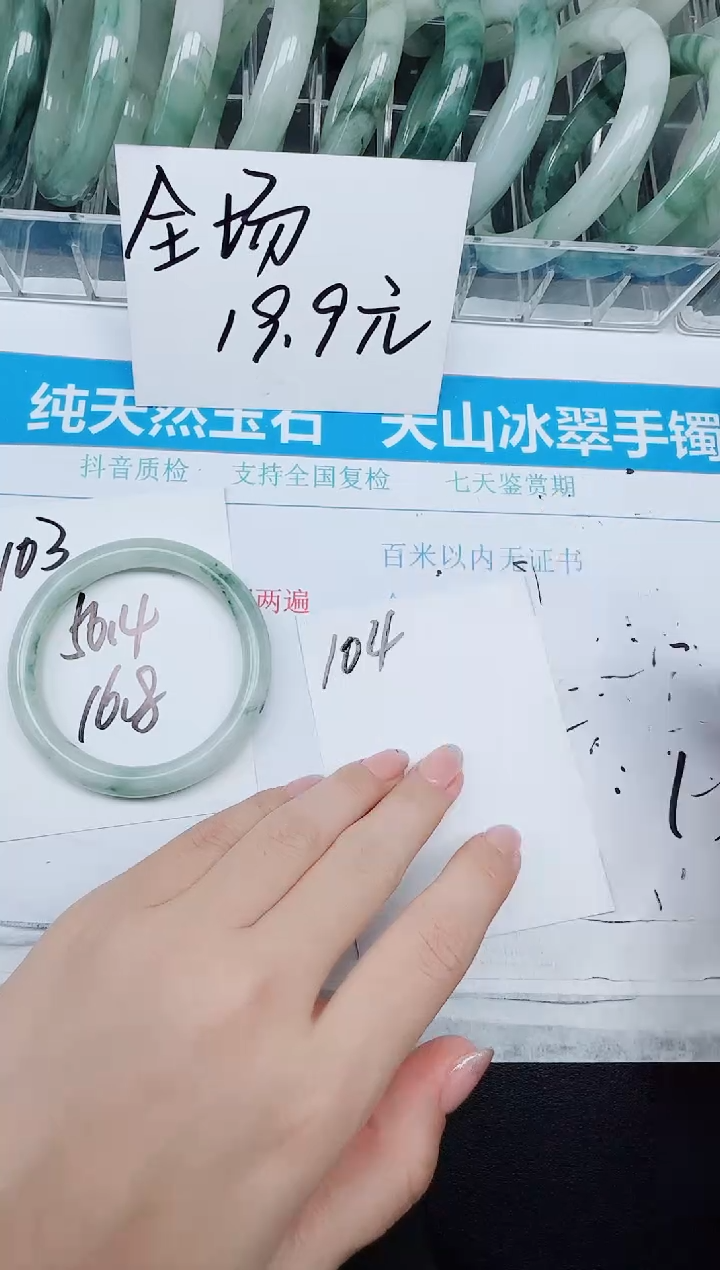 全场
19.9元
纯天然玉石 天山冰翠手镯
抖音质检 支持全国复检 七天鉴赏期
百米以内无证书
两遍
103
56.4
16.8
104